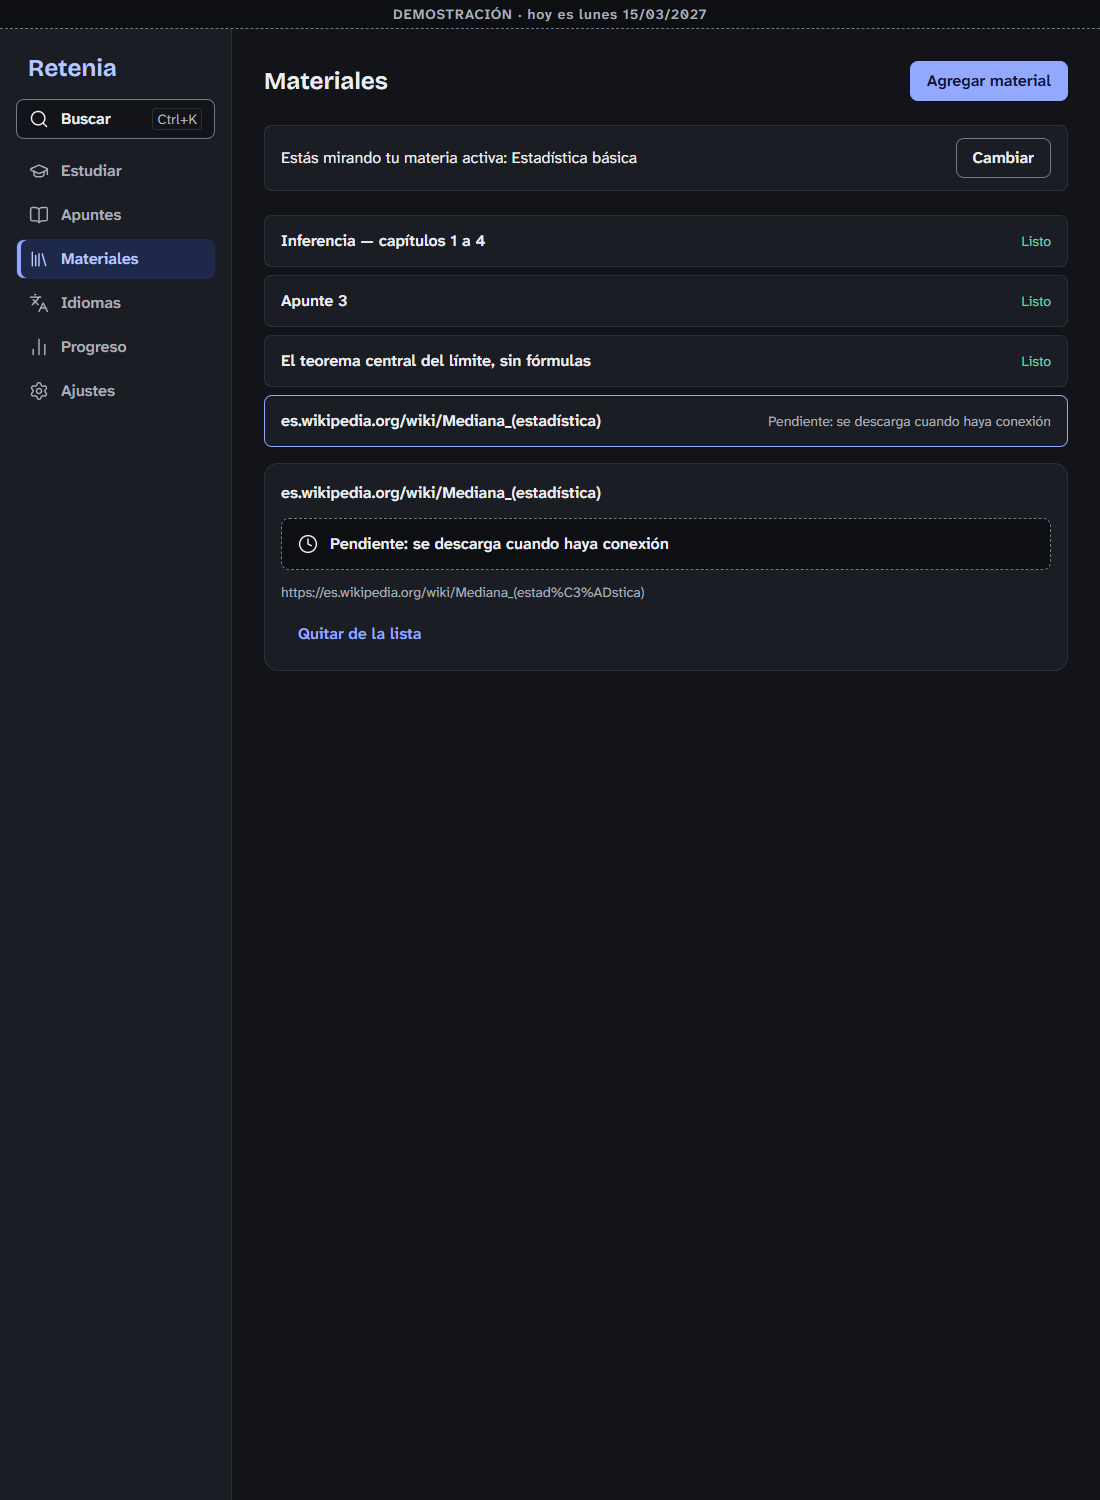 DEMOSTRACIÓN · hoy es lunes 15/03/2027
Retenia
Buscar Ctrl+K
Estudiar
Apuntes
Materiales
Idiomas
Progreso
Ajustes
Materiales
Agregar material
Estás mirando tu materia activa: Estadística básica
Cambiar
Inferencia — capítulos 1 a 4 Listo
Apunte 3 Listo
El teorema central del límite, sin fórmulas Listo
es.wikipedia.org/wiki/Mediana_(estadística) Pendiente: se descarga cuando haya conexión
es.wikipedia.org/wiki/Mediana_(estadística)
Pendiente: se descarga cuando haya conexión
https://es.wikipedia.org/wiki/Mediana_(estad%C3%ADstica)
Quitar de la lista